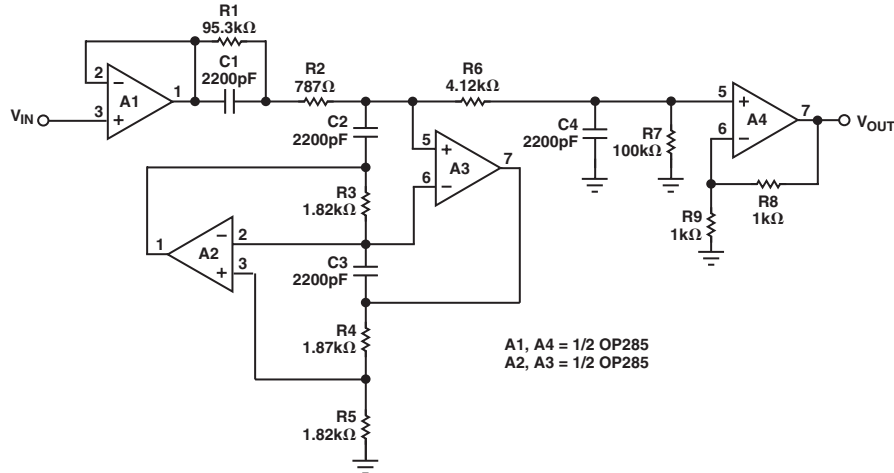 R1
95.3kΩ
C1
2200pF
2
−
A1
1
3
+
VIN
R2
787Ω
R6
4.12kΩ
C2
2200pF
5
+
A3
7
6
−
C4
2200pF
R7
100kΩ
5
+
A4
7
6
−
VOUT
R8
1kΩ
R9
1kΩ
R3
1.82kΩ
1
A2
−
2
+
3
C3
2200pF
R4
1.87kΩ
R5
1.82kΩ
A1, A4 = 1/2 OP285
A2, A3 = 1/2 OP285